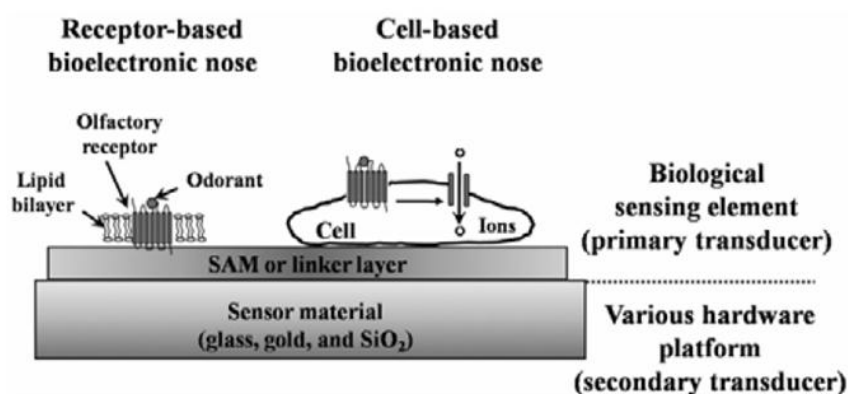 Receptor-based
bioelectronic nose
Cell-based
bioelectronic nose
Olfactory
receptor
Lipid
bilayer
Odorant
Cell
Ions
SAM or linker layer
Sensor material
(glass, gold, and SiO₂)
Biological
sensing element
(primary transducer)
Various hardware
platform
(secondary transducer)